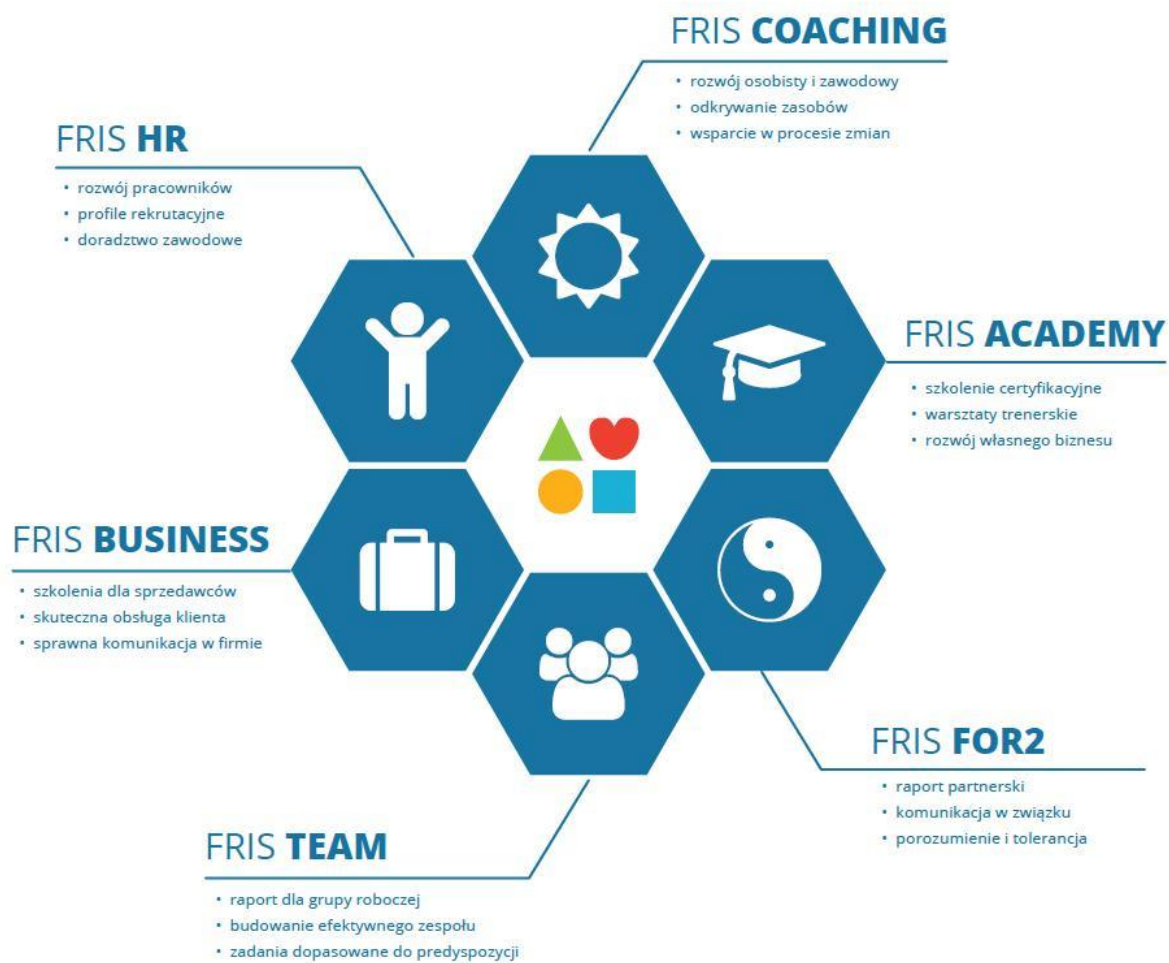 FRIS COACHING
• rozwój osobisty i zawodowy
• odkrywanie zasobów
• wsparcie w procesie zmian
FRIS HR
• rozwój pracowników
• profile rekrutacyjne
• doradztwo zawodowe
FRIS ACADEMY
• szkolenie certyfikacyjne
• warsztaty trenerskie
• rozwój własnego biznesu
FRIS BUSINESS
• szkolenia dla sprzedawców
• skuteczna obsługa klienta
• sprawna komunikacja w firmie
FRIS FOR2
• raport partnerski
• komunikacja w związku
• porozumienie i tolerancja
FRIS TEAM
• raport dla grupy roboczej
• budowanie efektywnego zespołu
• zadania dopasowane do predyspozycji